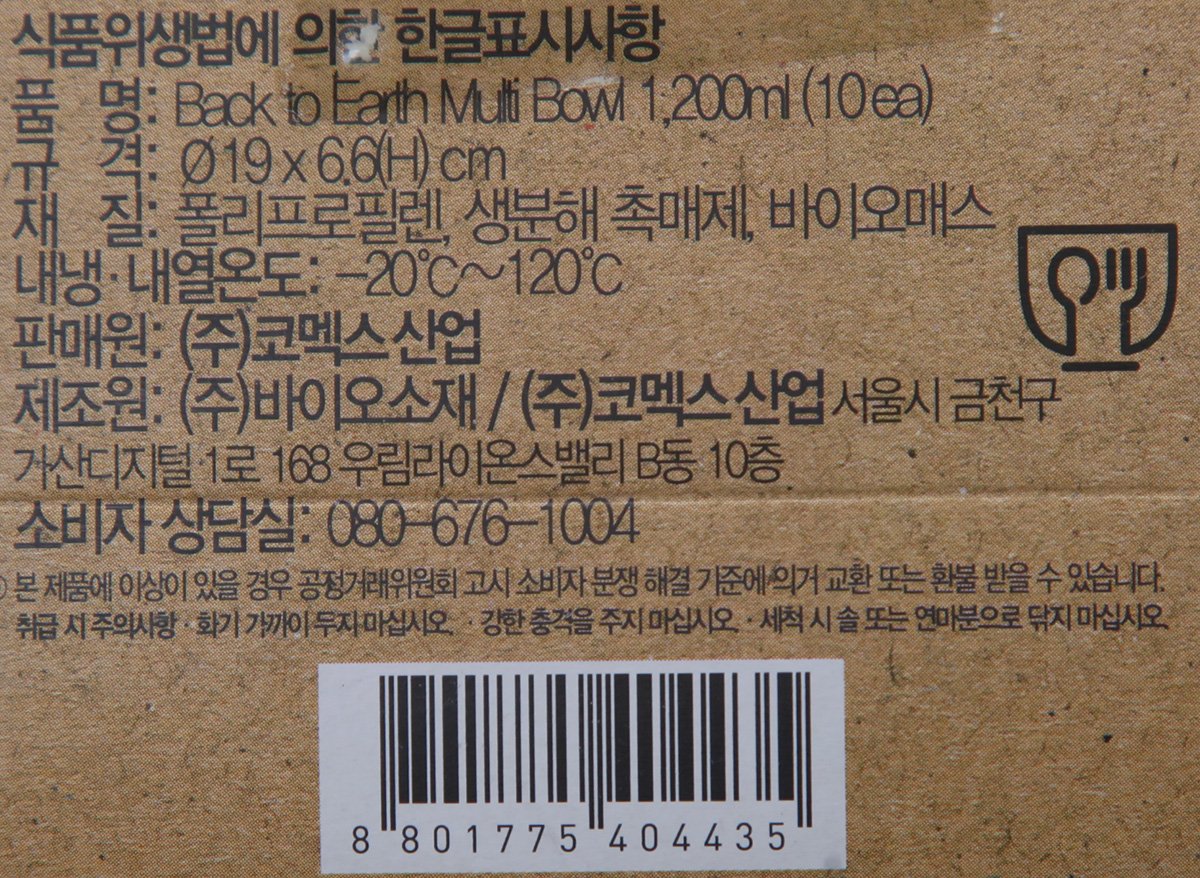 식품위생법에 의한 한글표시사항
품 명: Back to Earth Multi Bowl 1,200ml (10 ea)
규 격: Ø 19 x 6.6(H) cm
재 질: 폴리프로필렌, 생분해 촉매제, 바이오매스
내냉·내열온도: -20℃~120℃
판매원: (주)코멕스 산업
제조원: (주)바이오소재 / (주)코멕스 산업 서울시 금천구
가산디지털 1로 168 우림라이온스밸리 B동 10층
소비자 상담실: 080-676-1004
본 제품에 이상이 있을 경우 공정거래위원회 고시 소비자 분쟁 해결 기준에 의거 교환 또는 환불 받을 수 있습니다.
취급 시 주의사항 · 화기 가까이 두지 마십시오. · 강한 충격을 주지 마십시오. · 세척 시 솔 또는 연마분으로 닦지 마십시오.
8 801775 404435